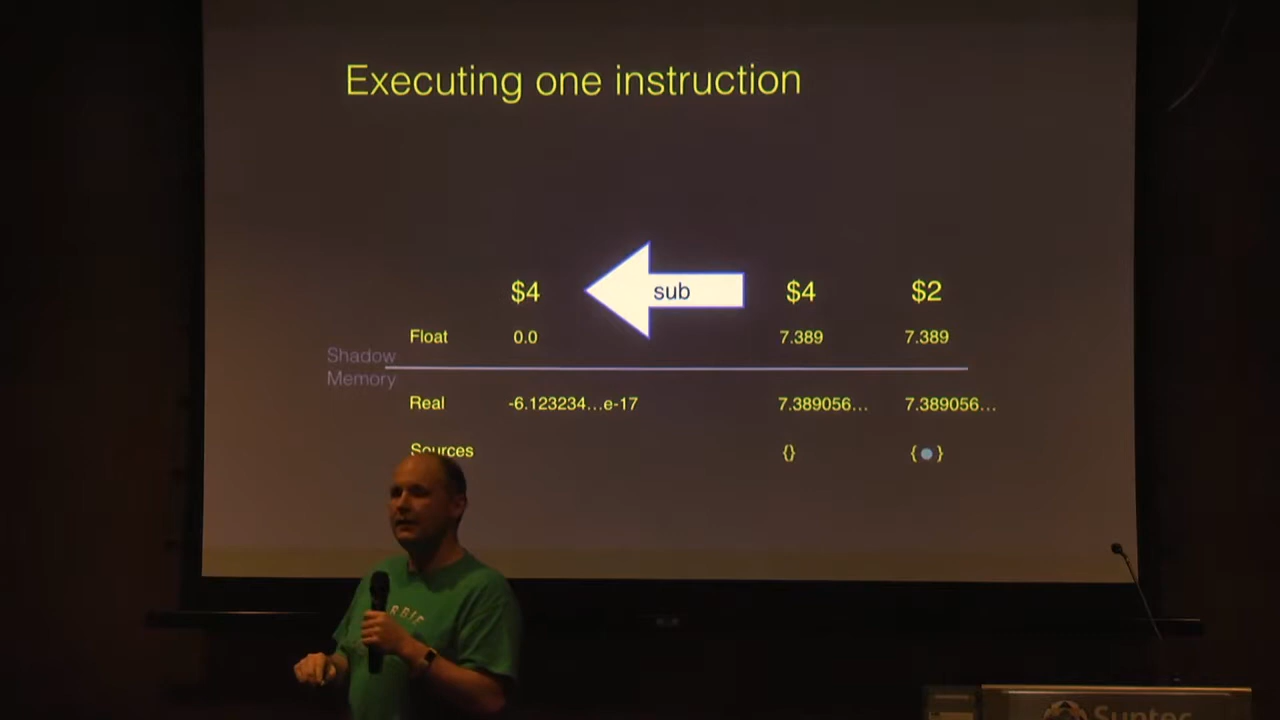 Executing one instruction
$4 sub $4 $2
Float 0.0 7.389 7.389
Shadow
Memory
Real -6.123234...e-17 7.389056... 7.389056...
Sources {} {●}
Suntec